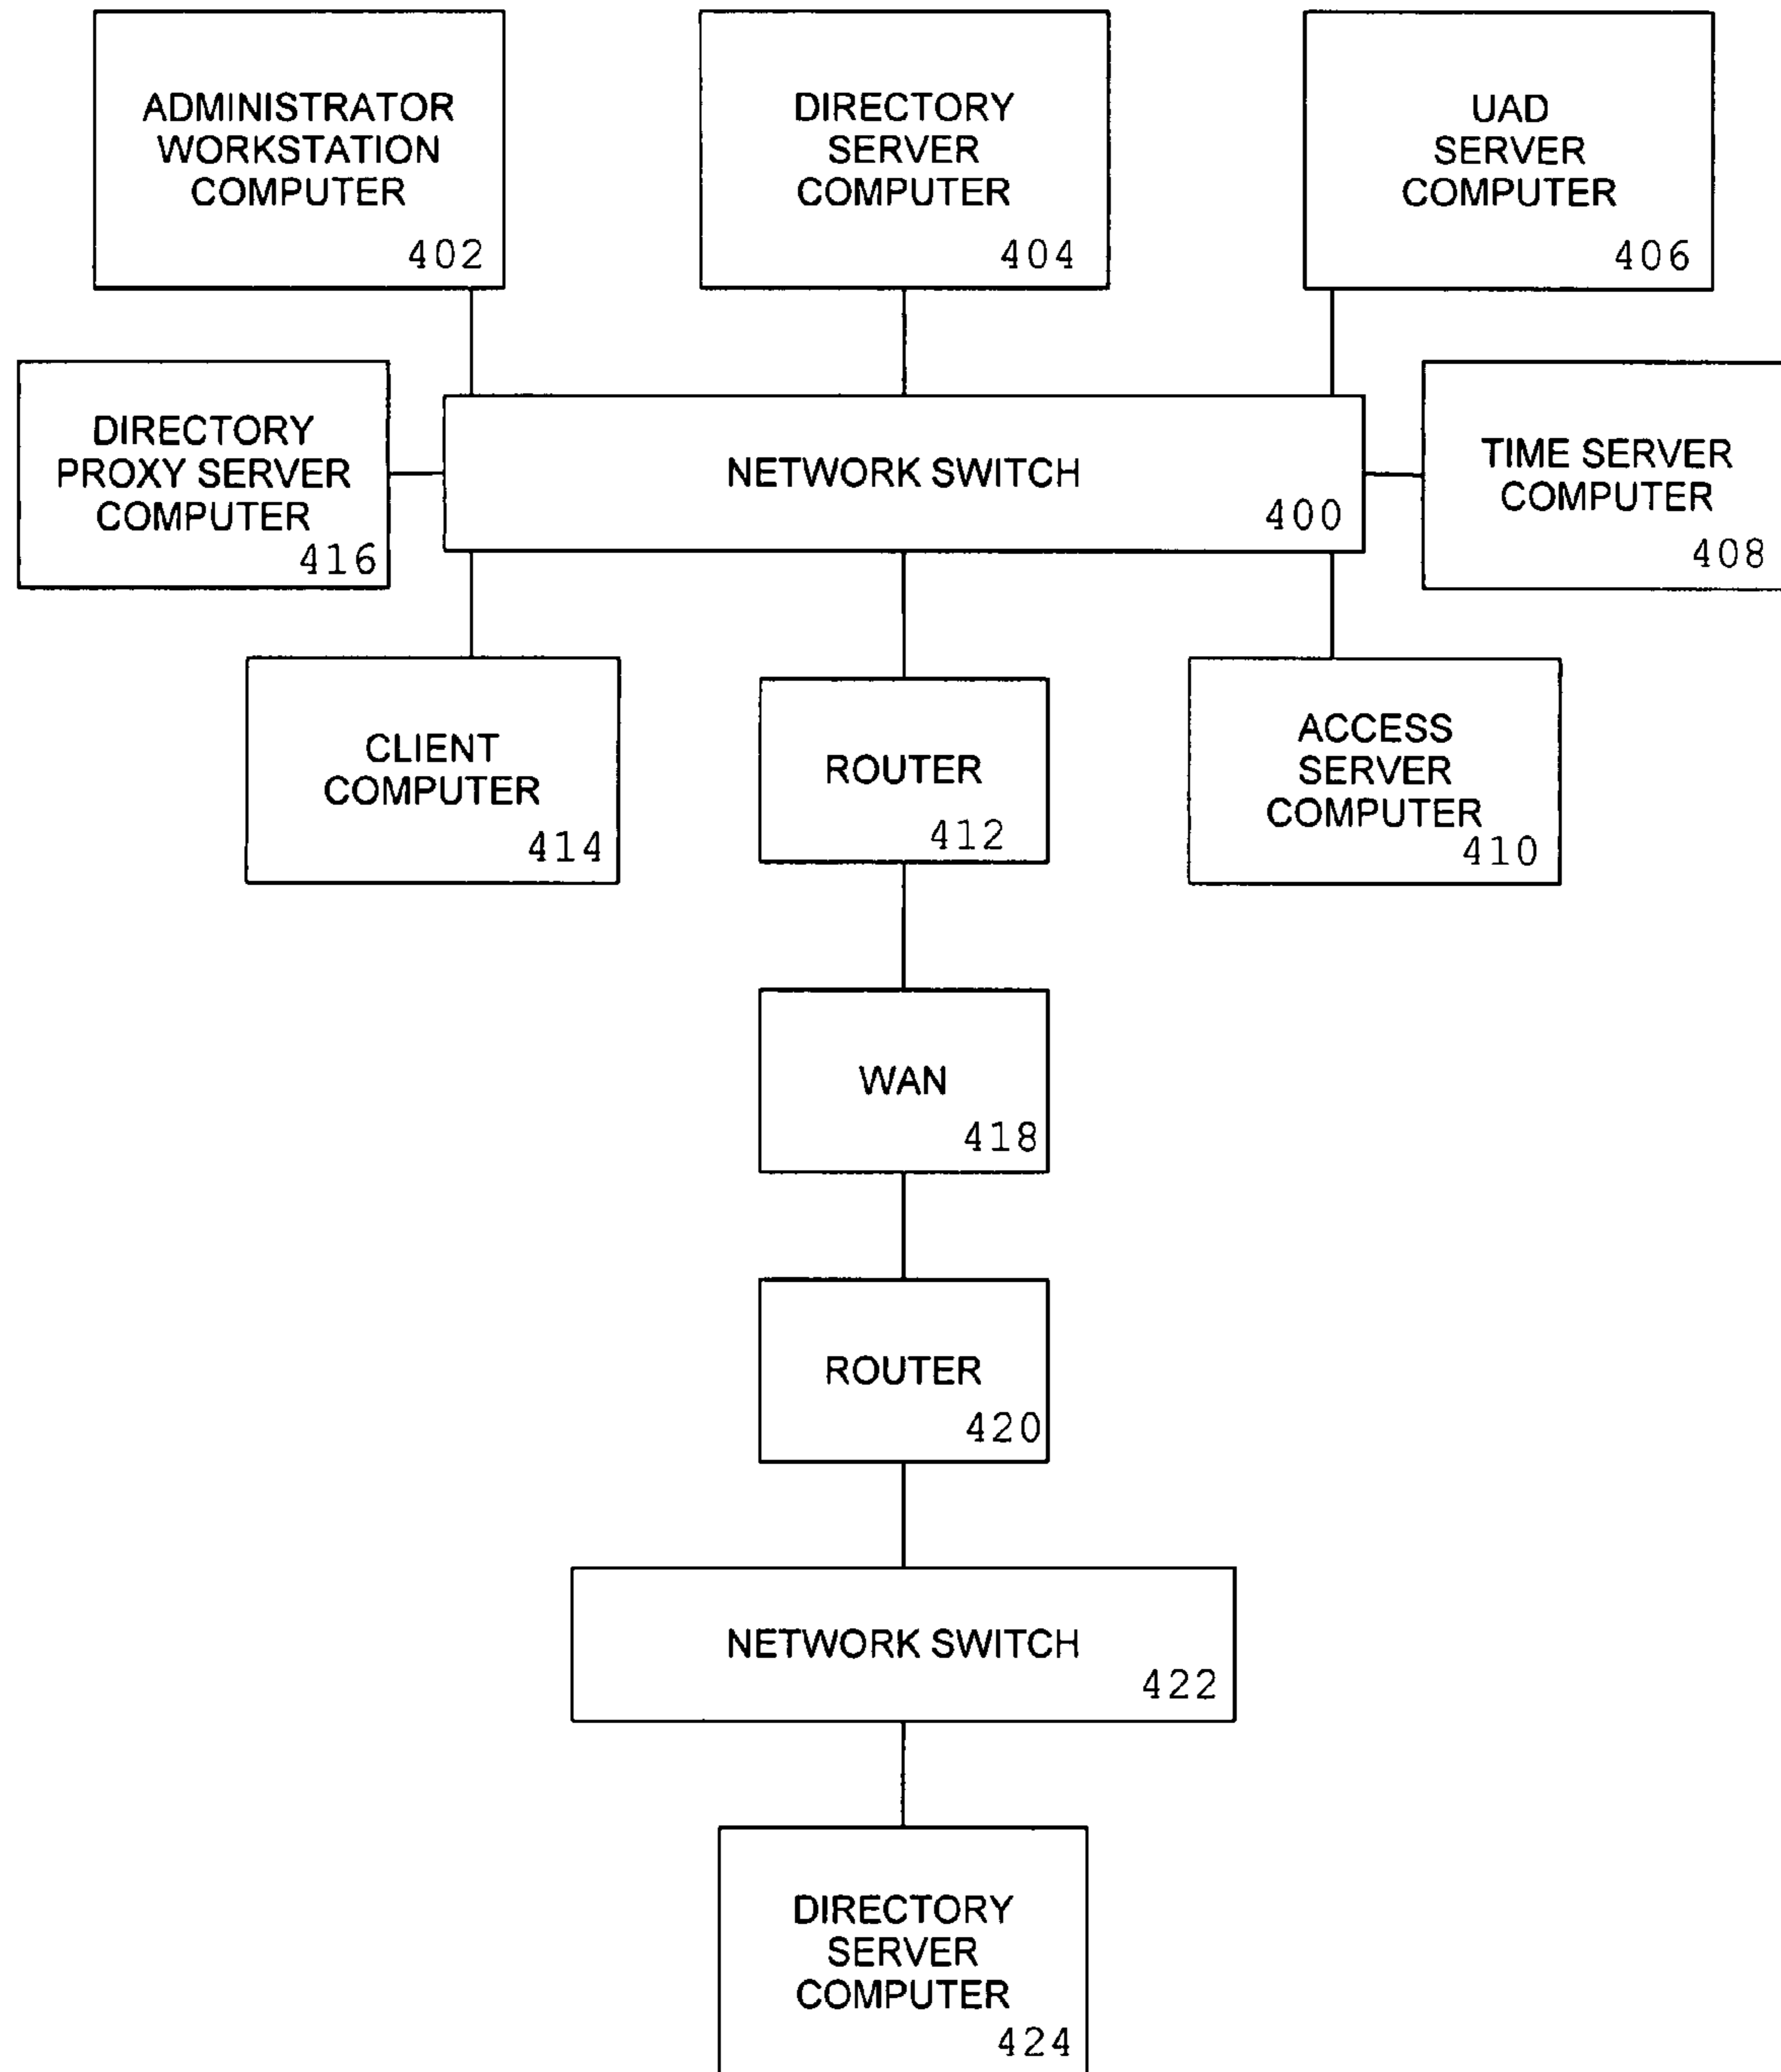 ADMINISTRATOR
WORKSTATION
COMPUTER
402
DIRECTORY
SERVER
COMPUTER
404
UAD
SERVER
COMPUTER
406
DIRECTORY
PROXY SERVER
COMPUTER
416
NETWORK SWITCH
400
TIME SERVER
COMPUTER
408
CLIENT
COMPUTER
414
ROUTER
412
ACCESS
SERVER
COMPUTER
410
WAN
418
ROUTER
420
NETWORK SWITCH
422
DIRECTORY
SERVER
COMPUTER
424